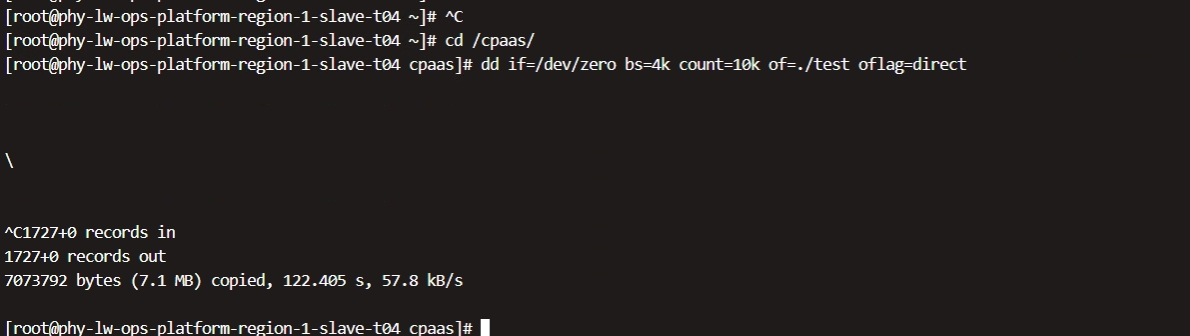 [root@phy-lw-ops-platform-region-1-slave-t04 ~]# ^C
[root@phy-lw-ops-platform-region-1-slave-t04 ~]# cd /cpaas/
[root@phy-lw-ops-platform-region-1-slave-t04 cpaas]# dd if=/dev/zero bs=4k count=10k of=./test oflag=direct
\
^C1727+0 records in
1727+0 records out
7073792 bytes (7.1 MB) copied, 122.405 s, 57.8 kB/s
[root@phy-lw-ops-platform-region-1-slave-t04 cpaas]#